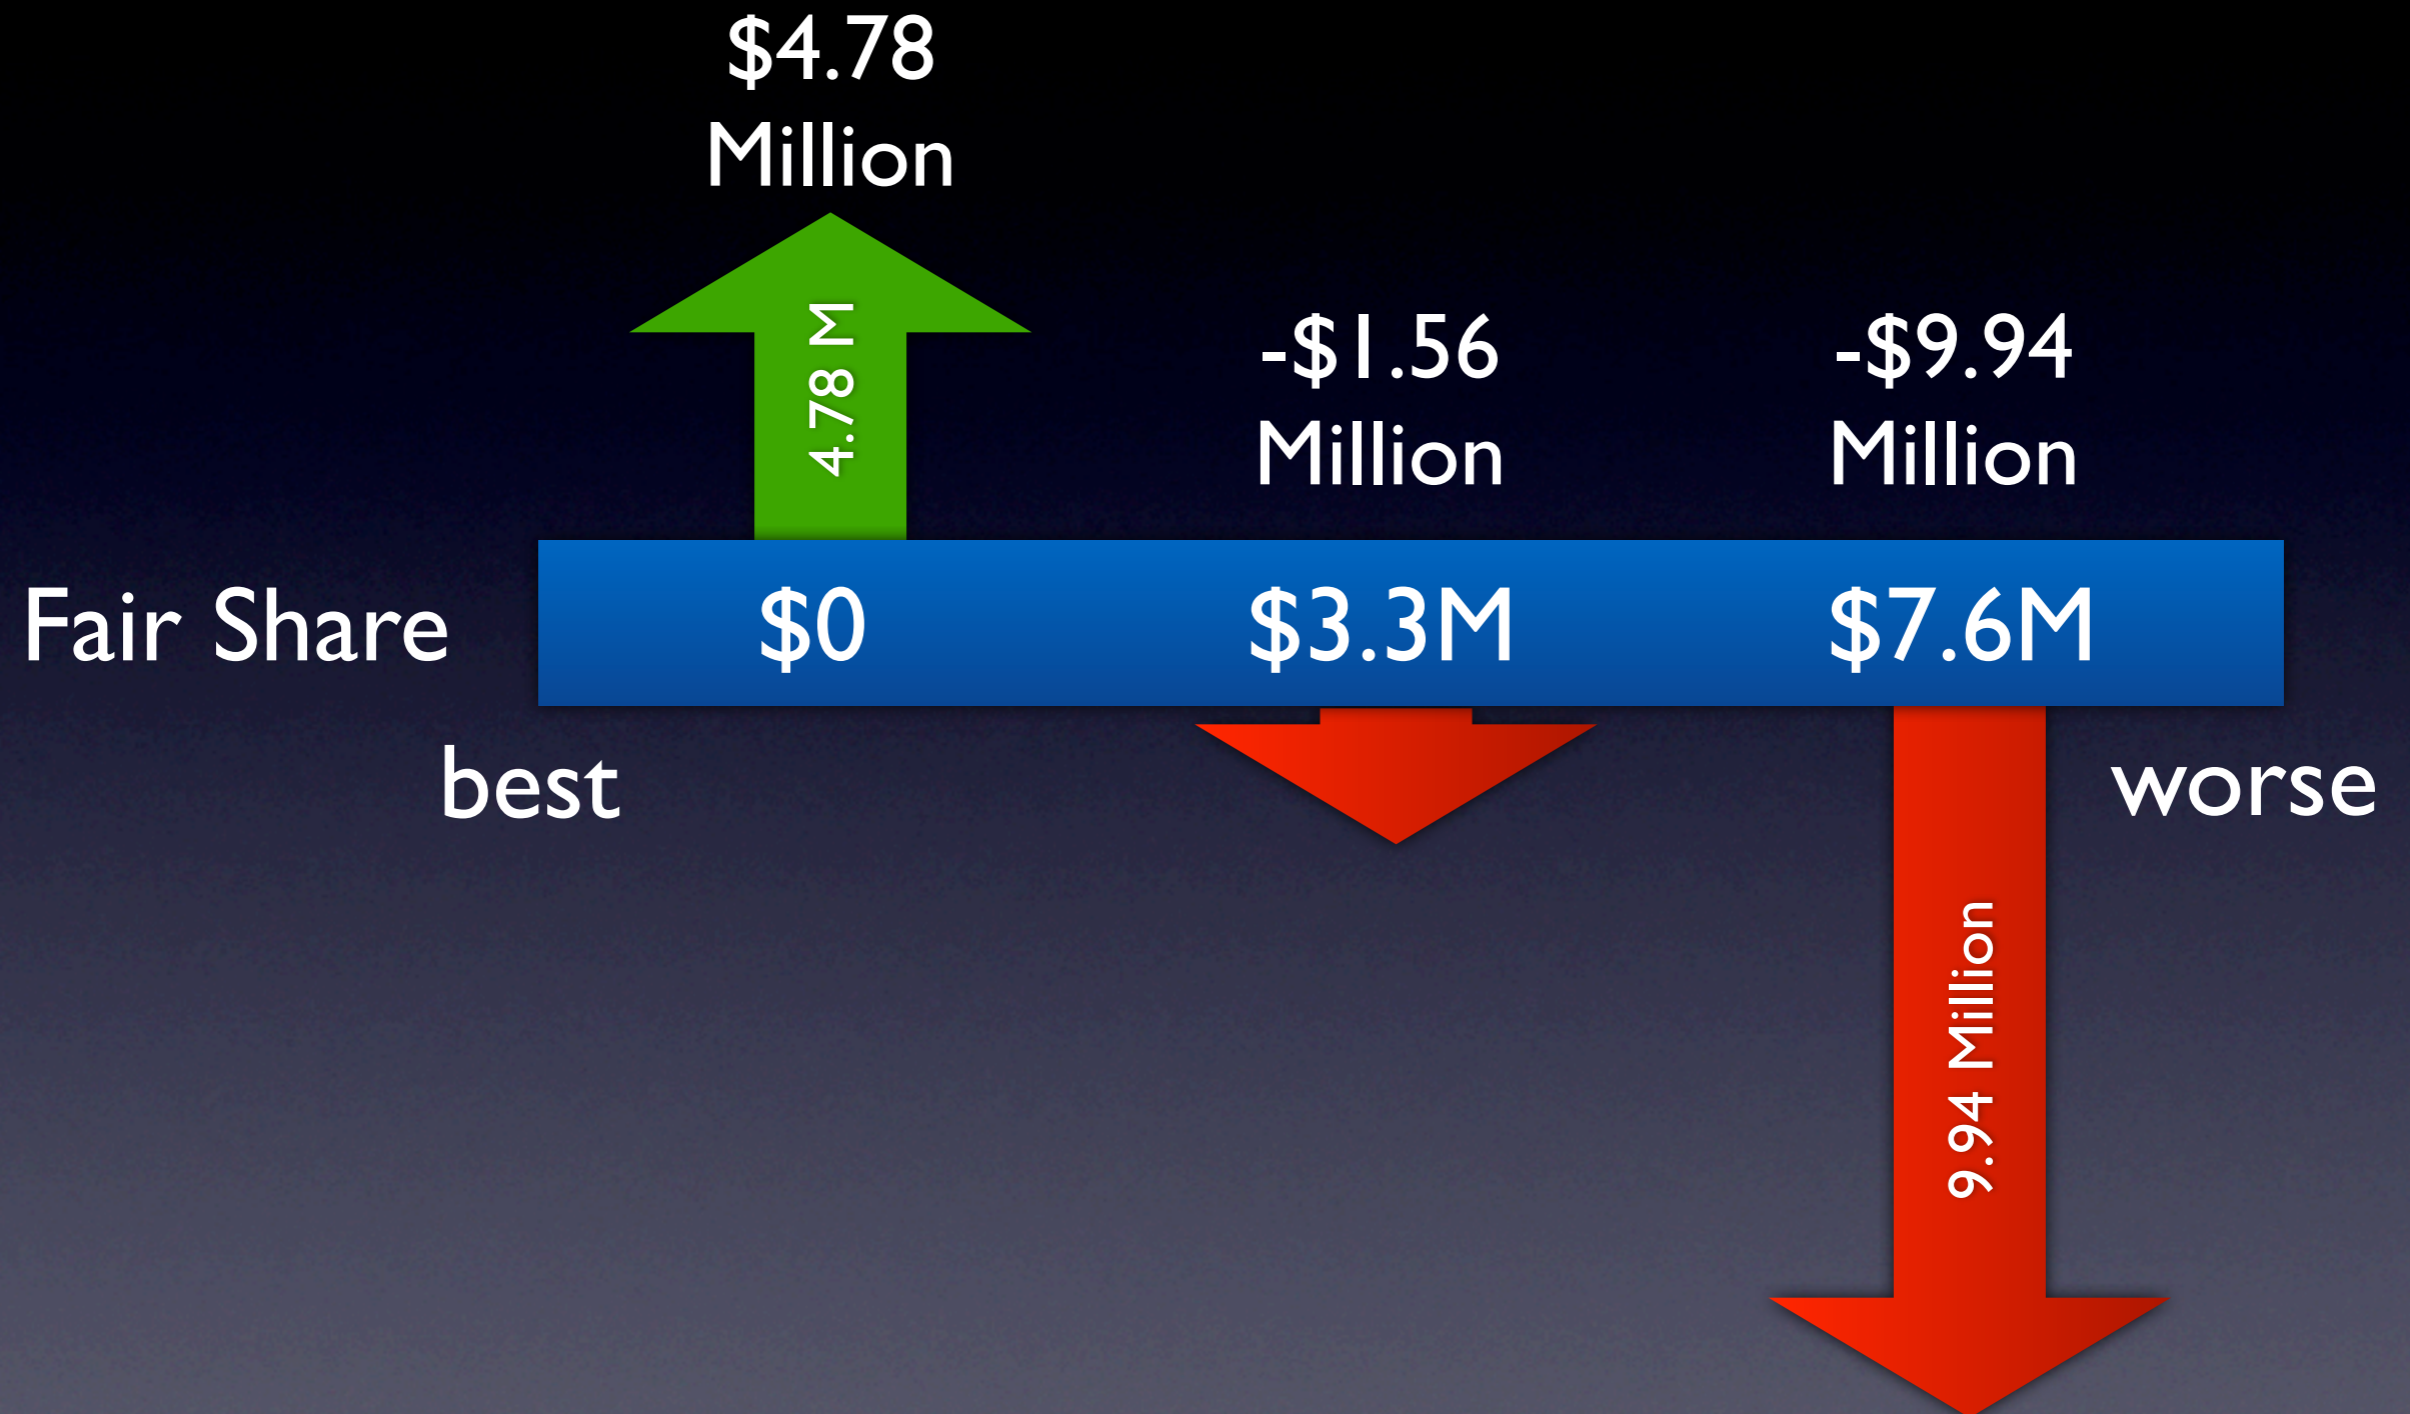 $4.78
Million
4.78 M
-$1.56
Million
-$9.94
Million
Fair Share
$0
$3.3M
$7.6M
best
worse
9.94 Million